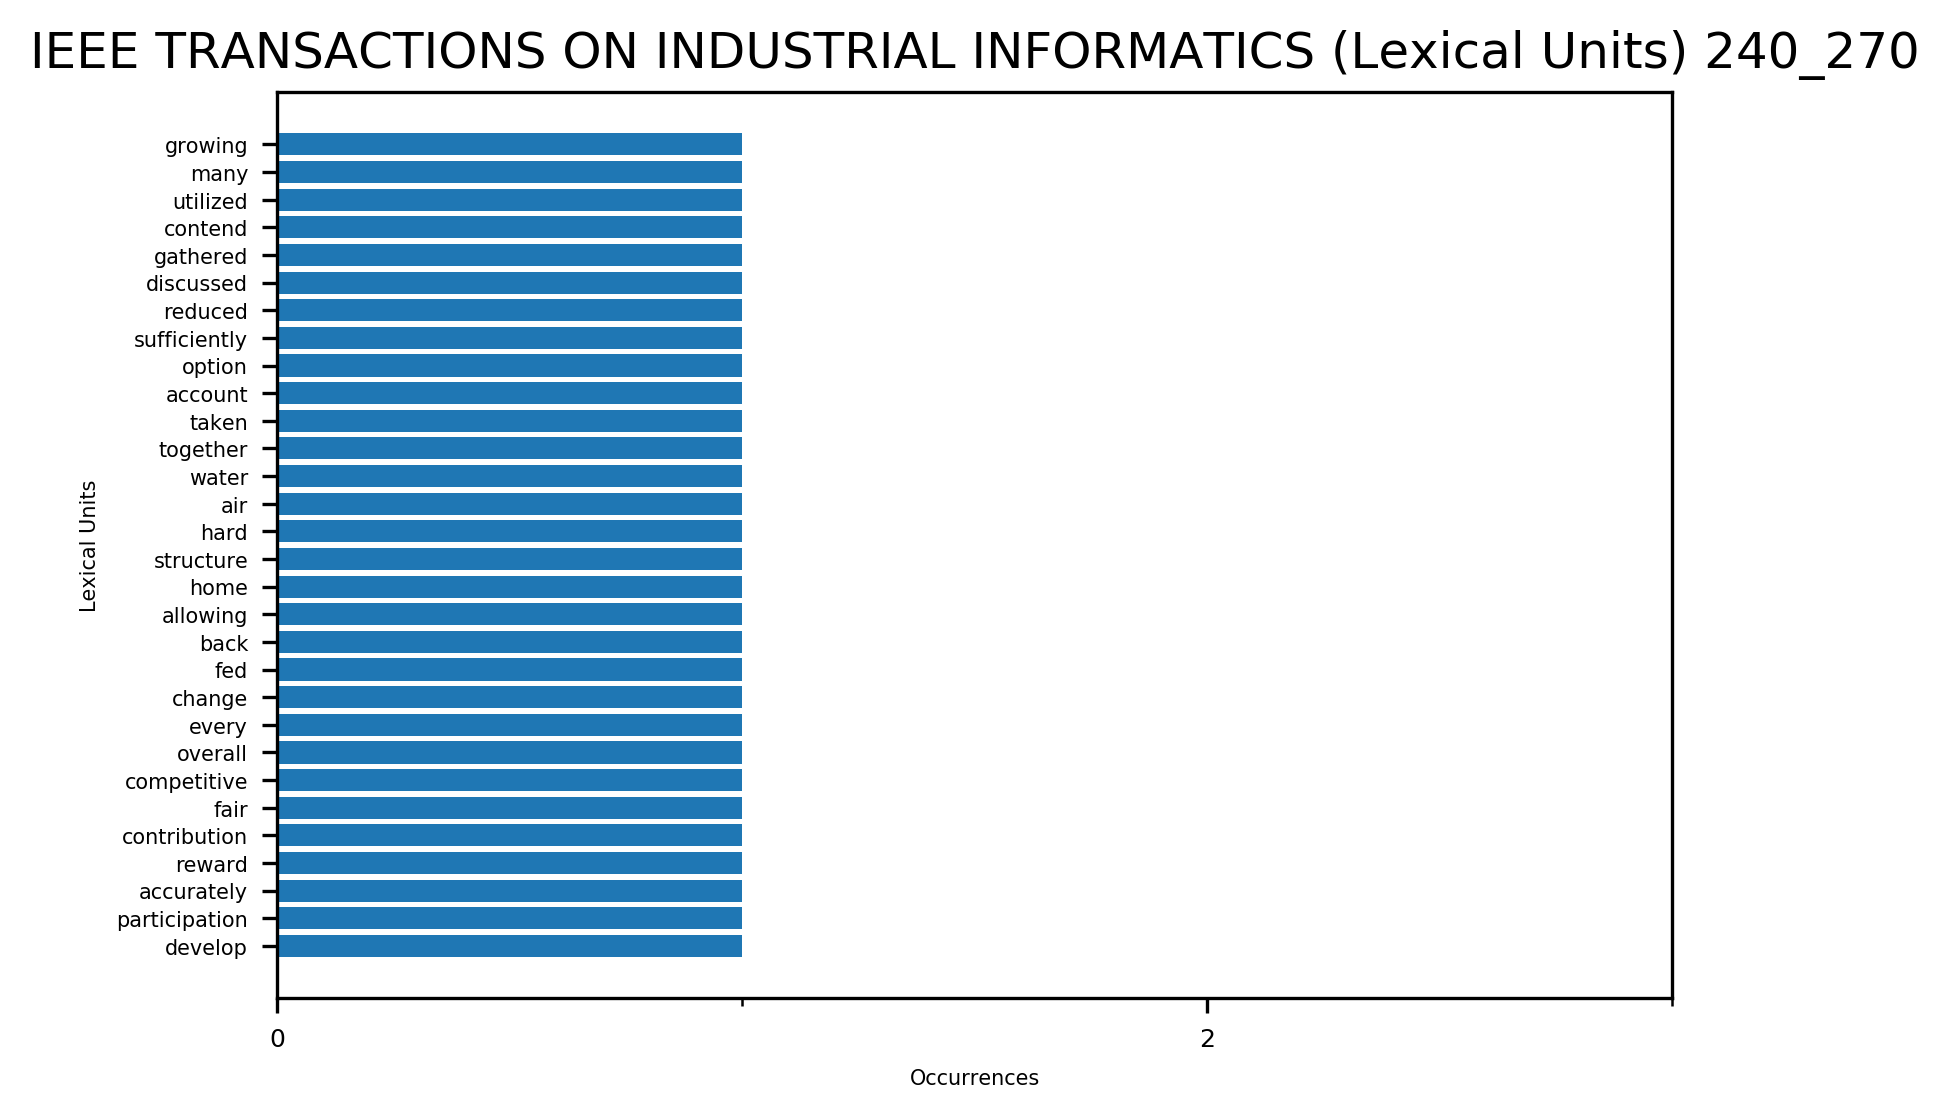 IEEE TRANSACTIONS ON INDUSTRIAL INFORMATICS (Lexical Units) 240_270
growing
many
utilized
contend
gathered
discussed
reduced
sufficiently
option
account
taken
together
water
air
hard
structure
home
allowing
back
fed
change
every
overall
competitive
fair
contribution
reward
accurately
participation
develop
Lexical Units
0 2
Occurrences